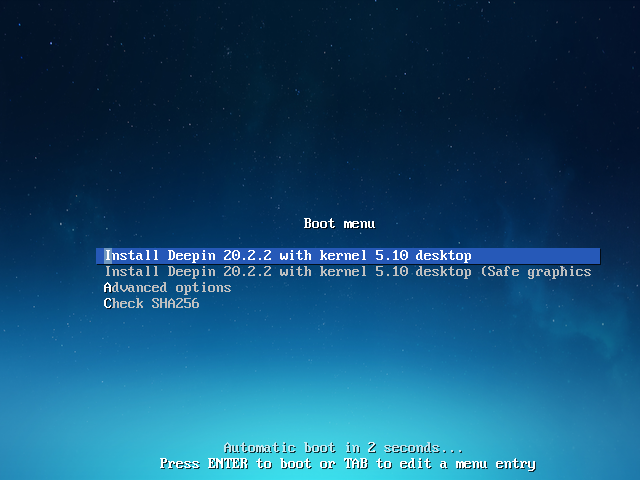 Boot menu
Install Deepin 20.2.2 with kernel 5.10 desktop
Install Deepin 20.2.2 with kernel 5.10 desktop (Safe graphics
Advanced options
Check SHA256
Automatic boot in 2 seconds...
Press ENTER to boot or TAB to edit a menu entry